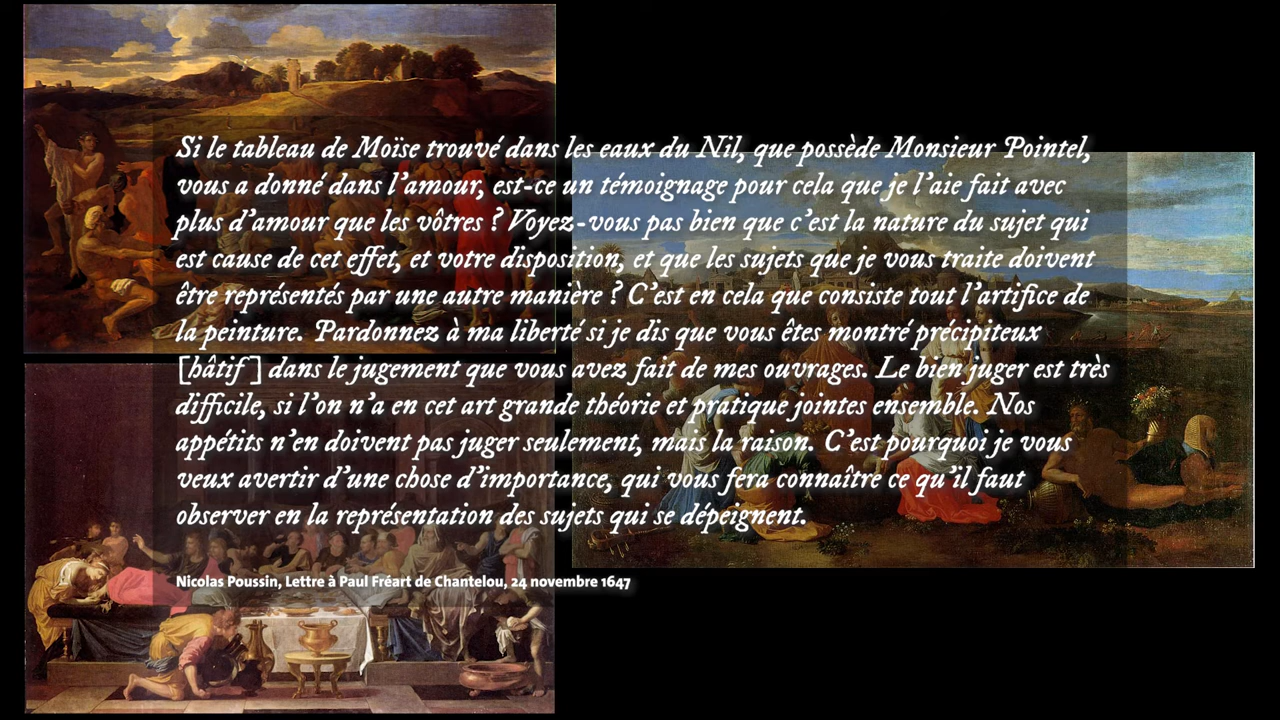 Si le tableau de Moïse trouvé dans les eaux du Nil, que possède Monsieur Pointel,
vous a donné dans l'amour, est-ce un témoignage pour cela que je l'aie fait avec
plus d'amour que les vôtres ? Voyez-vous pas bien que c'est la nature du sujet qui
est cause de cet effet, et votre disposition, et que les sujets que je vous traite doivent
être représentés par une autre manière ? C'est en cela que consiste tout l'artifice de
la peinture. Pardonnez à ma liberté si je dis que vous êtes montré précipiteux
[hâtif ] dans le jugement que vous avez fait de mes ouvrages. Le bien juger est très
difficile, si l'on n'a en cet art grande théorie et pratique jointes ensemble. Nos
appétits n'en doivent pas juger seulement, mais la raison. C'est pourquoi je vous
veux avertir d'une chose d'importance, qui vous fera connaître ce qu'il faut
observer en la représentation des sujets qui se dépeignent.
Nicolas Poussin, Lettre à Paul Fréart de Chantelou, 24 novembre 1647